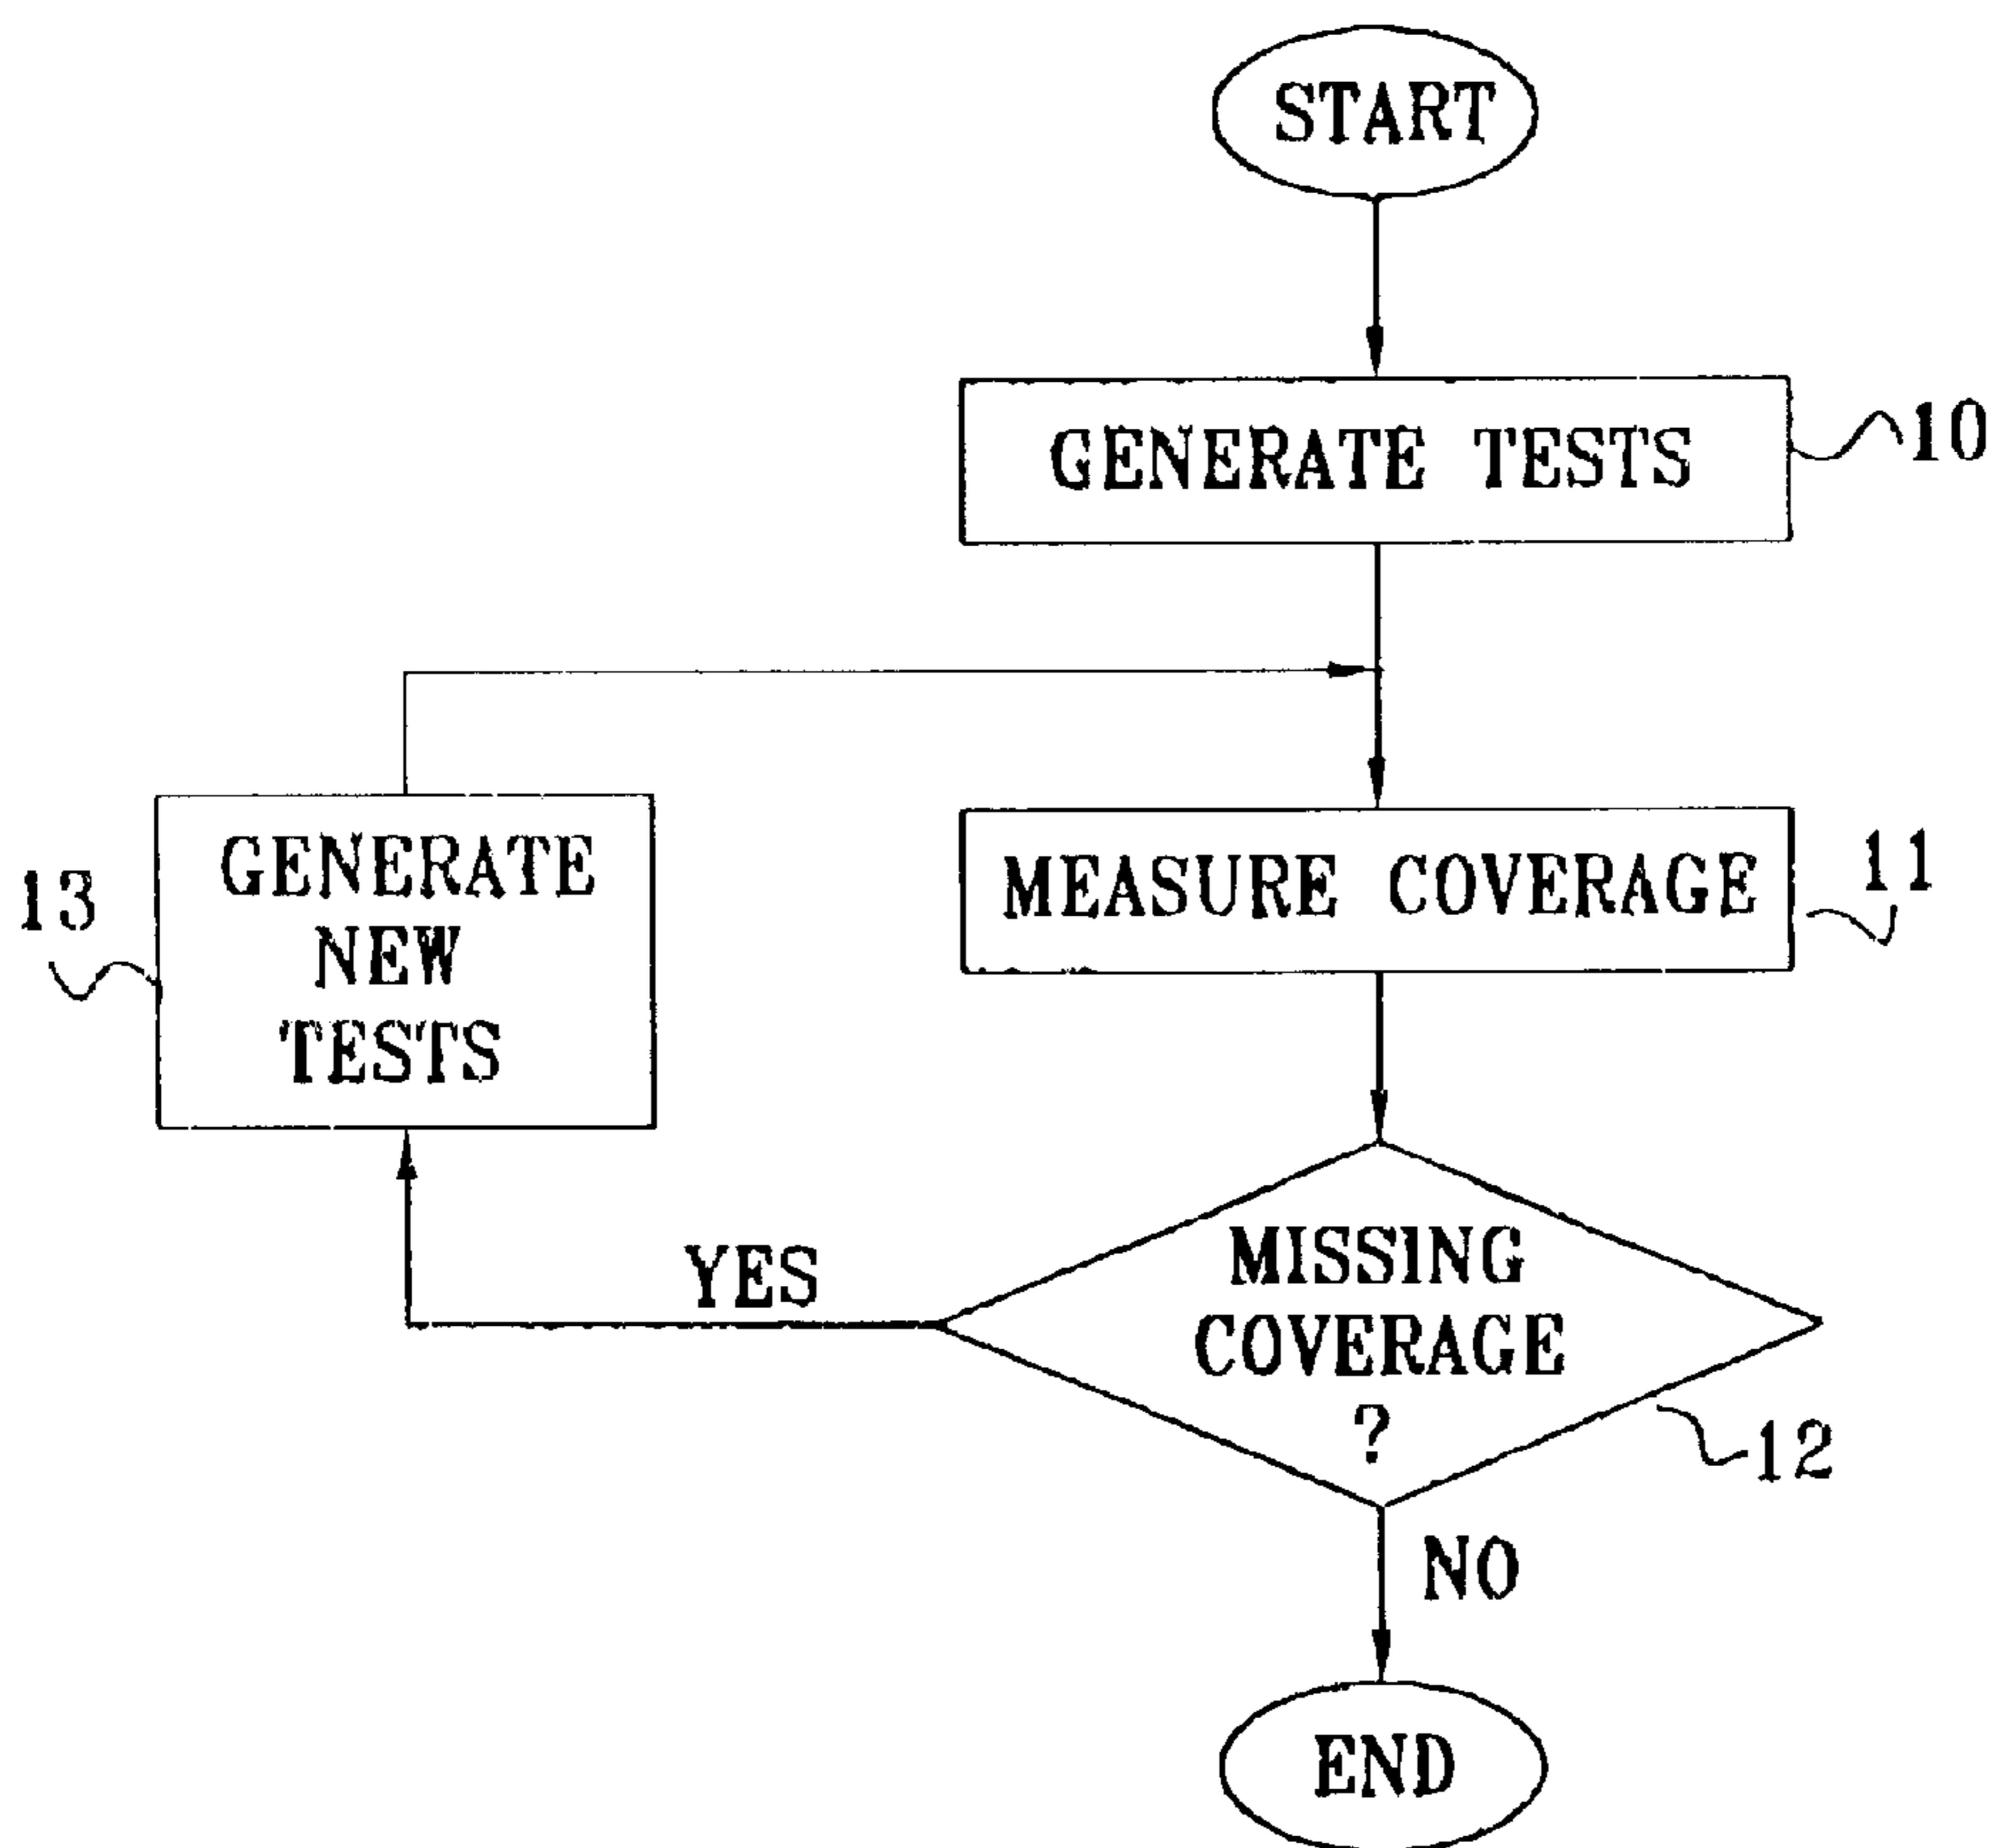 START
GENERATE TESTS
10
MEASURE COVERAGE
11
GENERATE
NEW
TESTS
13
MISSING
COVERAGE
?
12
YES
NO
END